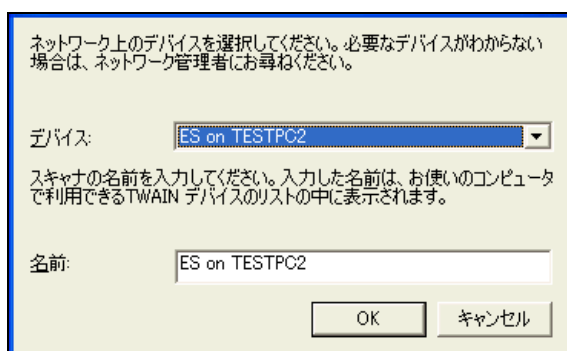 ネットワーク上のデバイスを選択してください。必要なデバイスがわからない
場合は、ネットワーク管理者にお尋ねください。
デバイス: ES on TESTPC2
スキャナの名前を入力してください。入力した名前は、お使いのコンピュータ
で利用できるTWAIN デバイスのリストの中に表示されます。
名前: ES on TESTPC2
OK キャンセル